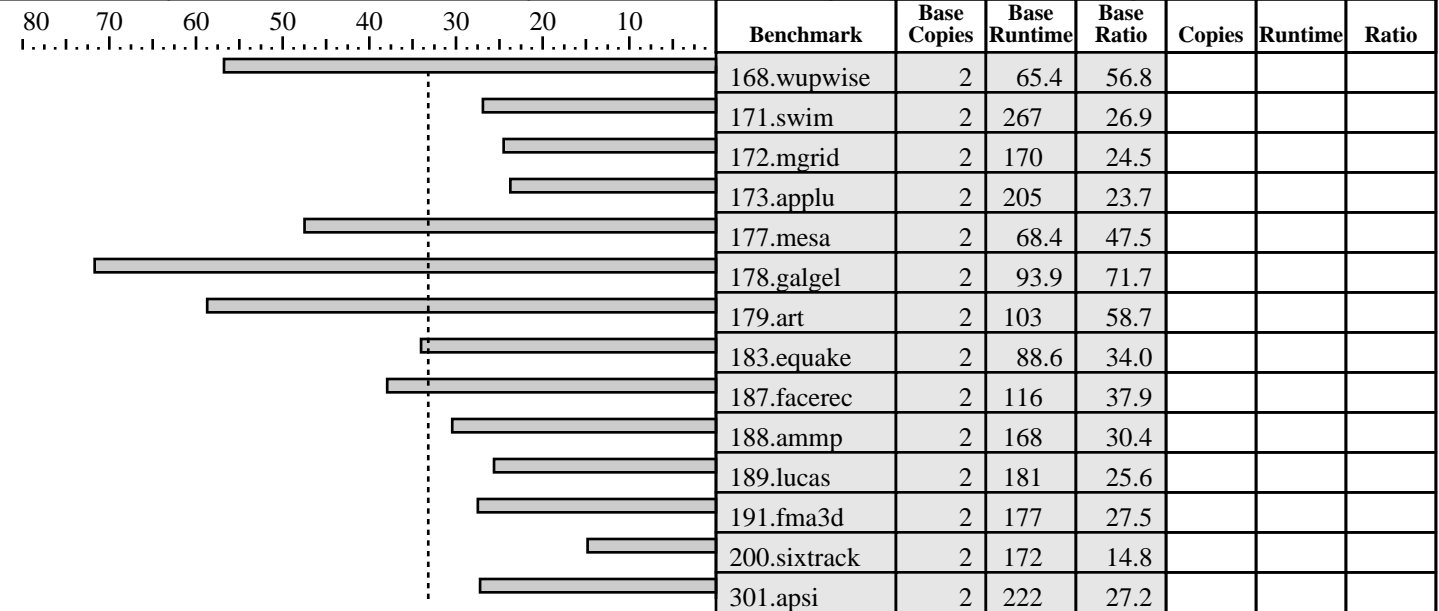 80 70 60 50 40 30 20 10
Benchmark Base Copies Base Runtime Base Ratio Copies Runtime Ratio
168.wupwise 2 65.4 56.8
171.swim 2 267 26.9
172.mgrid 2 170 24.5
173.applu 2 205 23.7
177.mesa 2 68.4 47.5
178.galgel 2 93.9 71.7
179.art 2 103 58.7
183.equake 2 88.6 34.0
187.facerec 2 116 37.9
188.ammp 2 168 30.4
189.lucas 2 181 25.6
191.fma3d 2 177 27.5
200.sixtrack 2 172 14.8
301.apsi 2 222 27.2